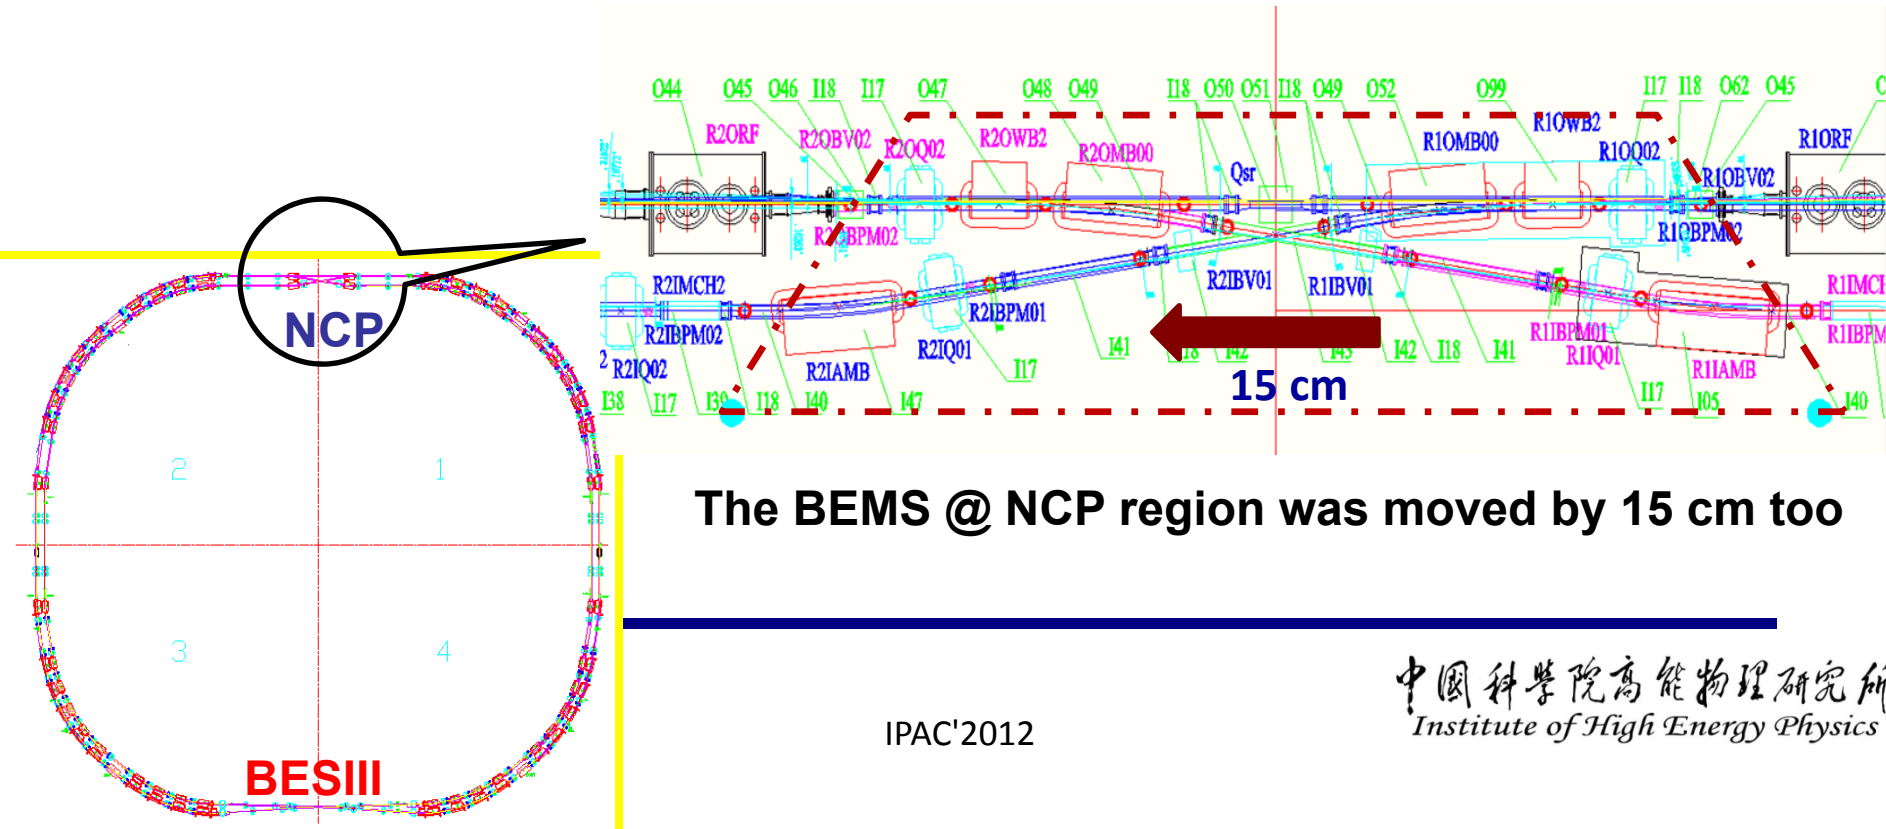 O44 O45 O46 I18 I17 O47 O48 O49 I18 O50 O51 I18 O49 O52 O99 I17 I18 O62 O45
R2ORF R2OBV02 R2OQ02 R2OWB2 R2OMB00 Qsr R1OMB00 R1OWB2 R1OQ02 R1OBV02 R1ORF
R1OBPM02
R2IMCH2 R2IBPM02 R2IBPM01 R2IBV01 R1IBV01 R1IBPM01
R2IQ02 R2IAMB R2IQ01 I17 I41 I42 I42 I18 I41 R1IQ01 R1IAMB
15 cm
I38 I17 I39 I18 I40 I47 I17 I05 I40
NCP
2 1
3 4
BESIII
The BEMS @ NCP region was moved by 15 cm too
IPAC'2012
中國科學院高能物理研究所
Institute of High Energy Physics